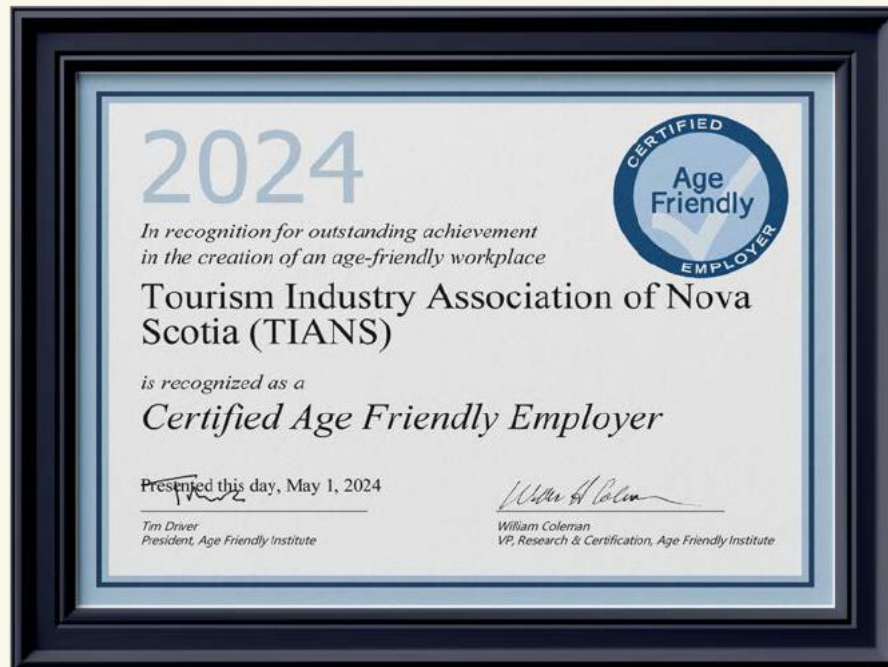 2024
CERTIFIED
Age
Friendly
EMPLOYER
In recognition for outstanding achievement
in the creation of an age-friendly workplace
Tourism Industry Association of Nova
Scotia (TIANS)
is recognized as a
Certified Age Friendly Employer
Presented this day, May 1, 2024
Tim Driver
President, Age Friendly Institute
William Coleman
VP, Research & Certification, Age Friendly Institute